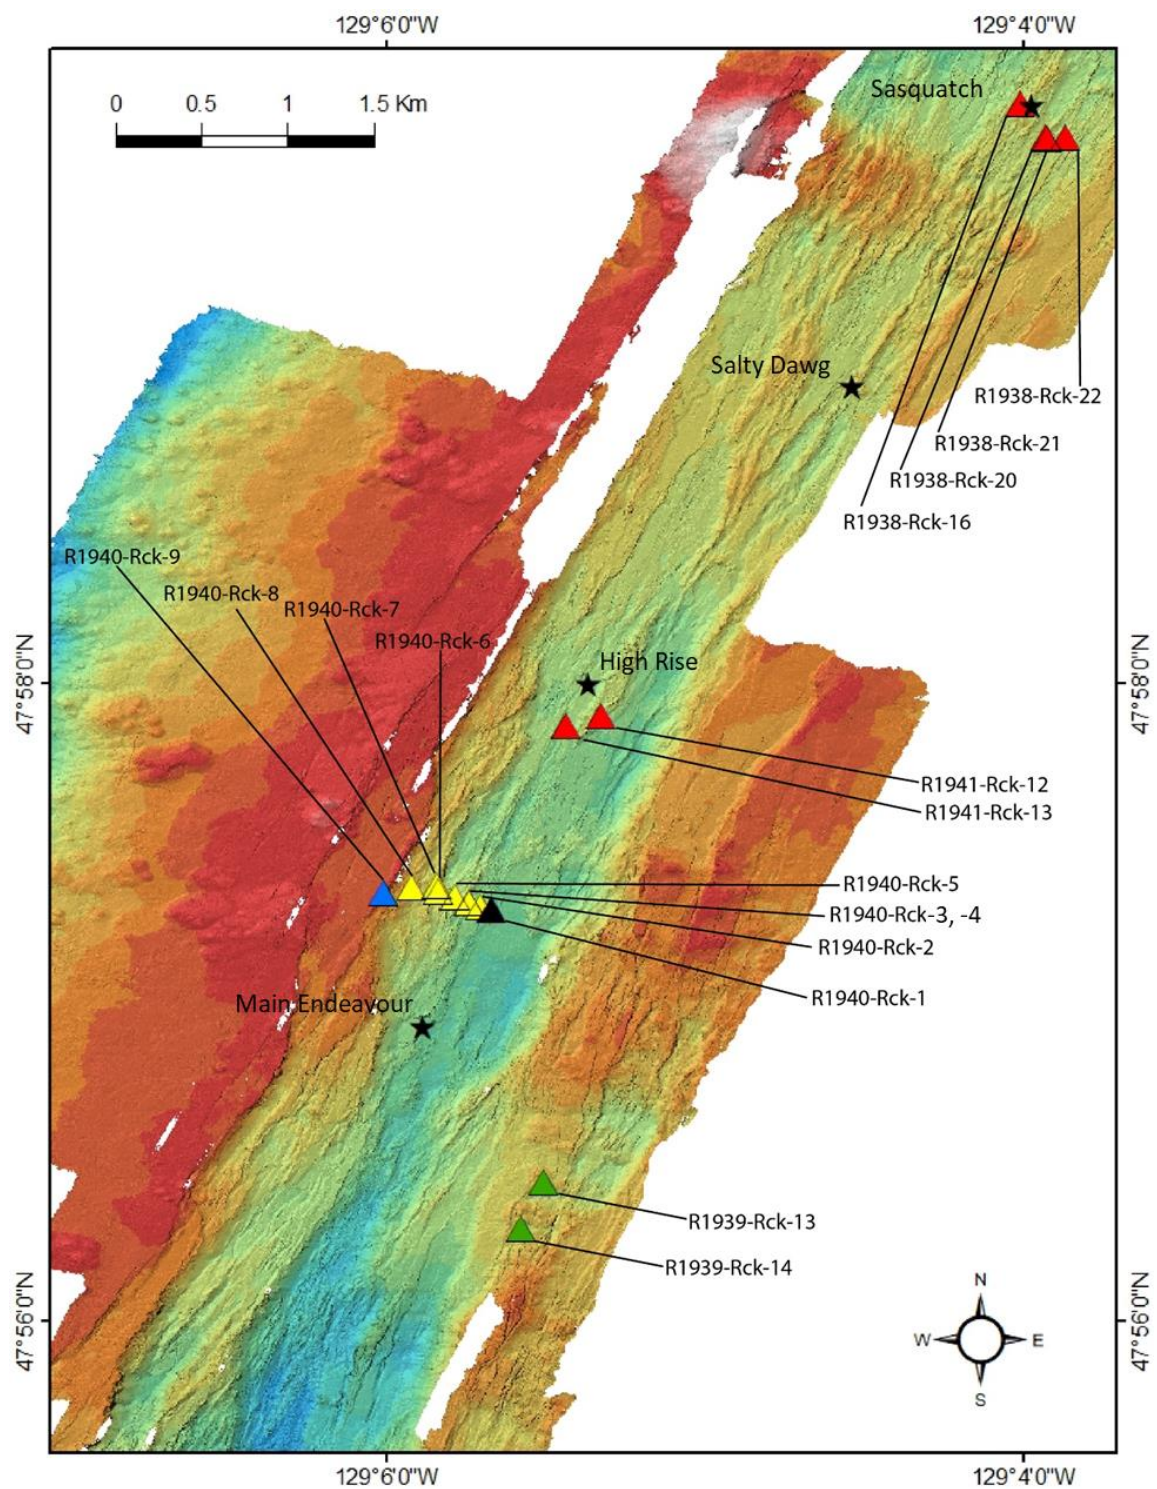 129°6'0"W
129°4'0"W
0 0.5 1 1.5 Km
Sasquatch
Salty Dawg
R1938-Rck-22
R1938-Rck-21
R1938-Rck-20
R1938-Rck-16
R1940-Rck-9
R1940-Rck-8
R1940-Rck-7
R1940-Rck-6
High Rise
47°58'0"N
47°58'0"N
R1941-Rck-12
R1941-Rck-13
R1940-Rck-5
R1940-Rck-3, -4
R1940-Rck-2
R1940-Rck-1
Main Endeavour
R1939-Rck-13
R1939-Rck-14
47°56'0"N
47°56'0"N
N
W
E
S
129°6'0"W
129°4'0"W